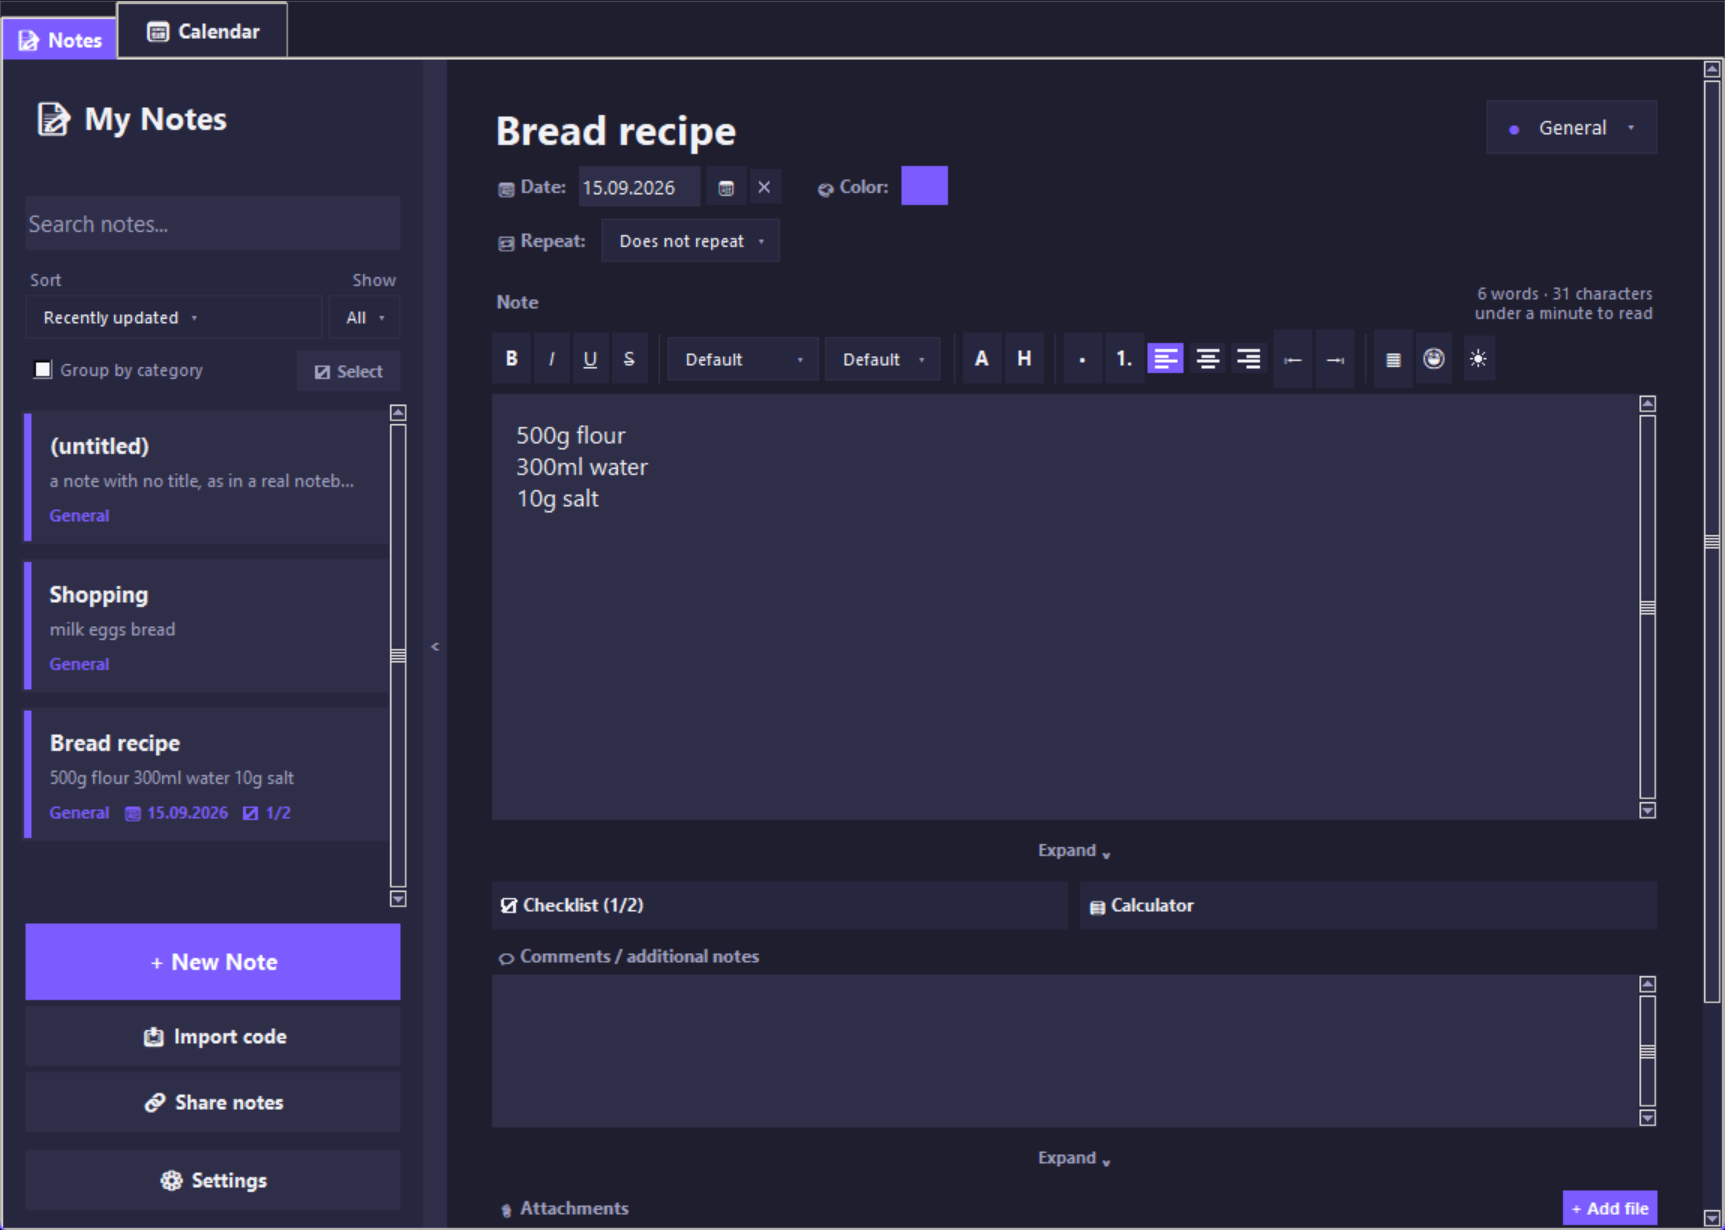 Notes
Calendar
My Notes
Search notes...
Sort
Show
Recently updated
All
Group by category
Select
(untitled)
a note with no title, as in a real noteb...
General
Shopping
milk eggs bread
General
Bread recipe
500g flour 300ml water 10g salt
General 15.09.2026 1/2
+ New Note
Import code
Share notes
Settings
<
Bread recipe
General
Date: 15.09.2026
Color:
Repeat: Does not repeat
Note
6 words · 31 characters
under a minute to read
B I U S Default Default A H • 1.
500g flour
300ml water
10g salt
Expand
Checklist (1/2)
Calculator
Comments / additional notes
Expand
Attachments
+ Add file